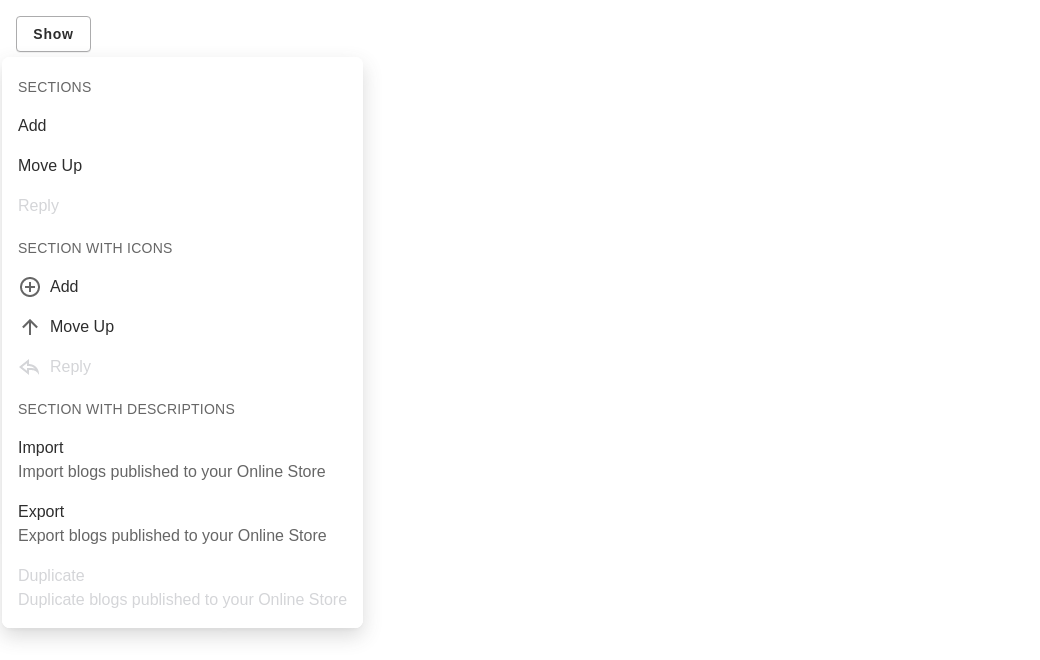 Show
SECTIONS
Add
Move Up
Reply
SECTION WITH ICONS
Add
Move Up
Reply
SECTION WITH DESCRIPTIONS
Import
Import blogs published to your Online Store
Export
Export blogs published to your Online Store
Duplicate
Duplicate blogs published to your Online Store